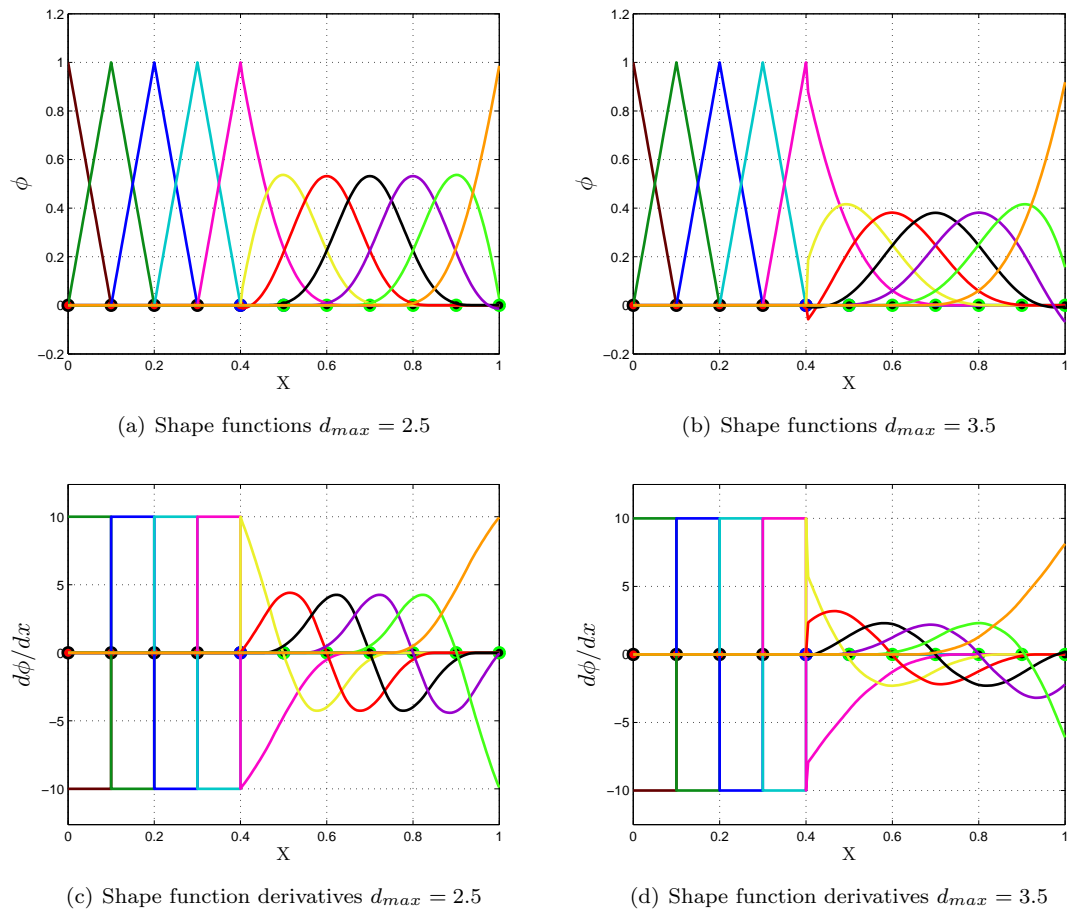 1.2
1
0.8
0.6
0.4
0.2
0
−0.2
ϕ
0 0.2 0.4 0.6 0.8 1
X
(a) Shape functions d_max = 2.5
1.2
1
0.8
0.6
0.4
0.2
0
−0.2
ϕ
0 0.2 0.4 0.6 0.8 1
X
(b) Shape functions d_max = 3.5
10
5
0
−5
−10
dϕ/dx
0 0.2 0.4 0.6 0.8 1
X
(c) Shape function derivatives d_max = 2.5
10
5
0
−5
−10
dϕ/dx
0 0.2 0.4 0.6 0.8 1
X
(d) Shape function derivatives d_max = 3.5